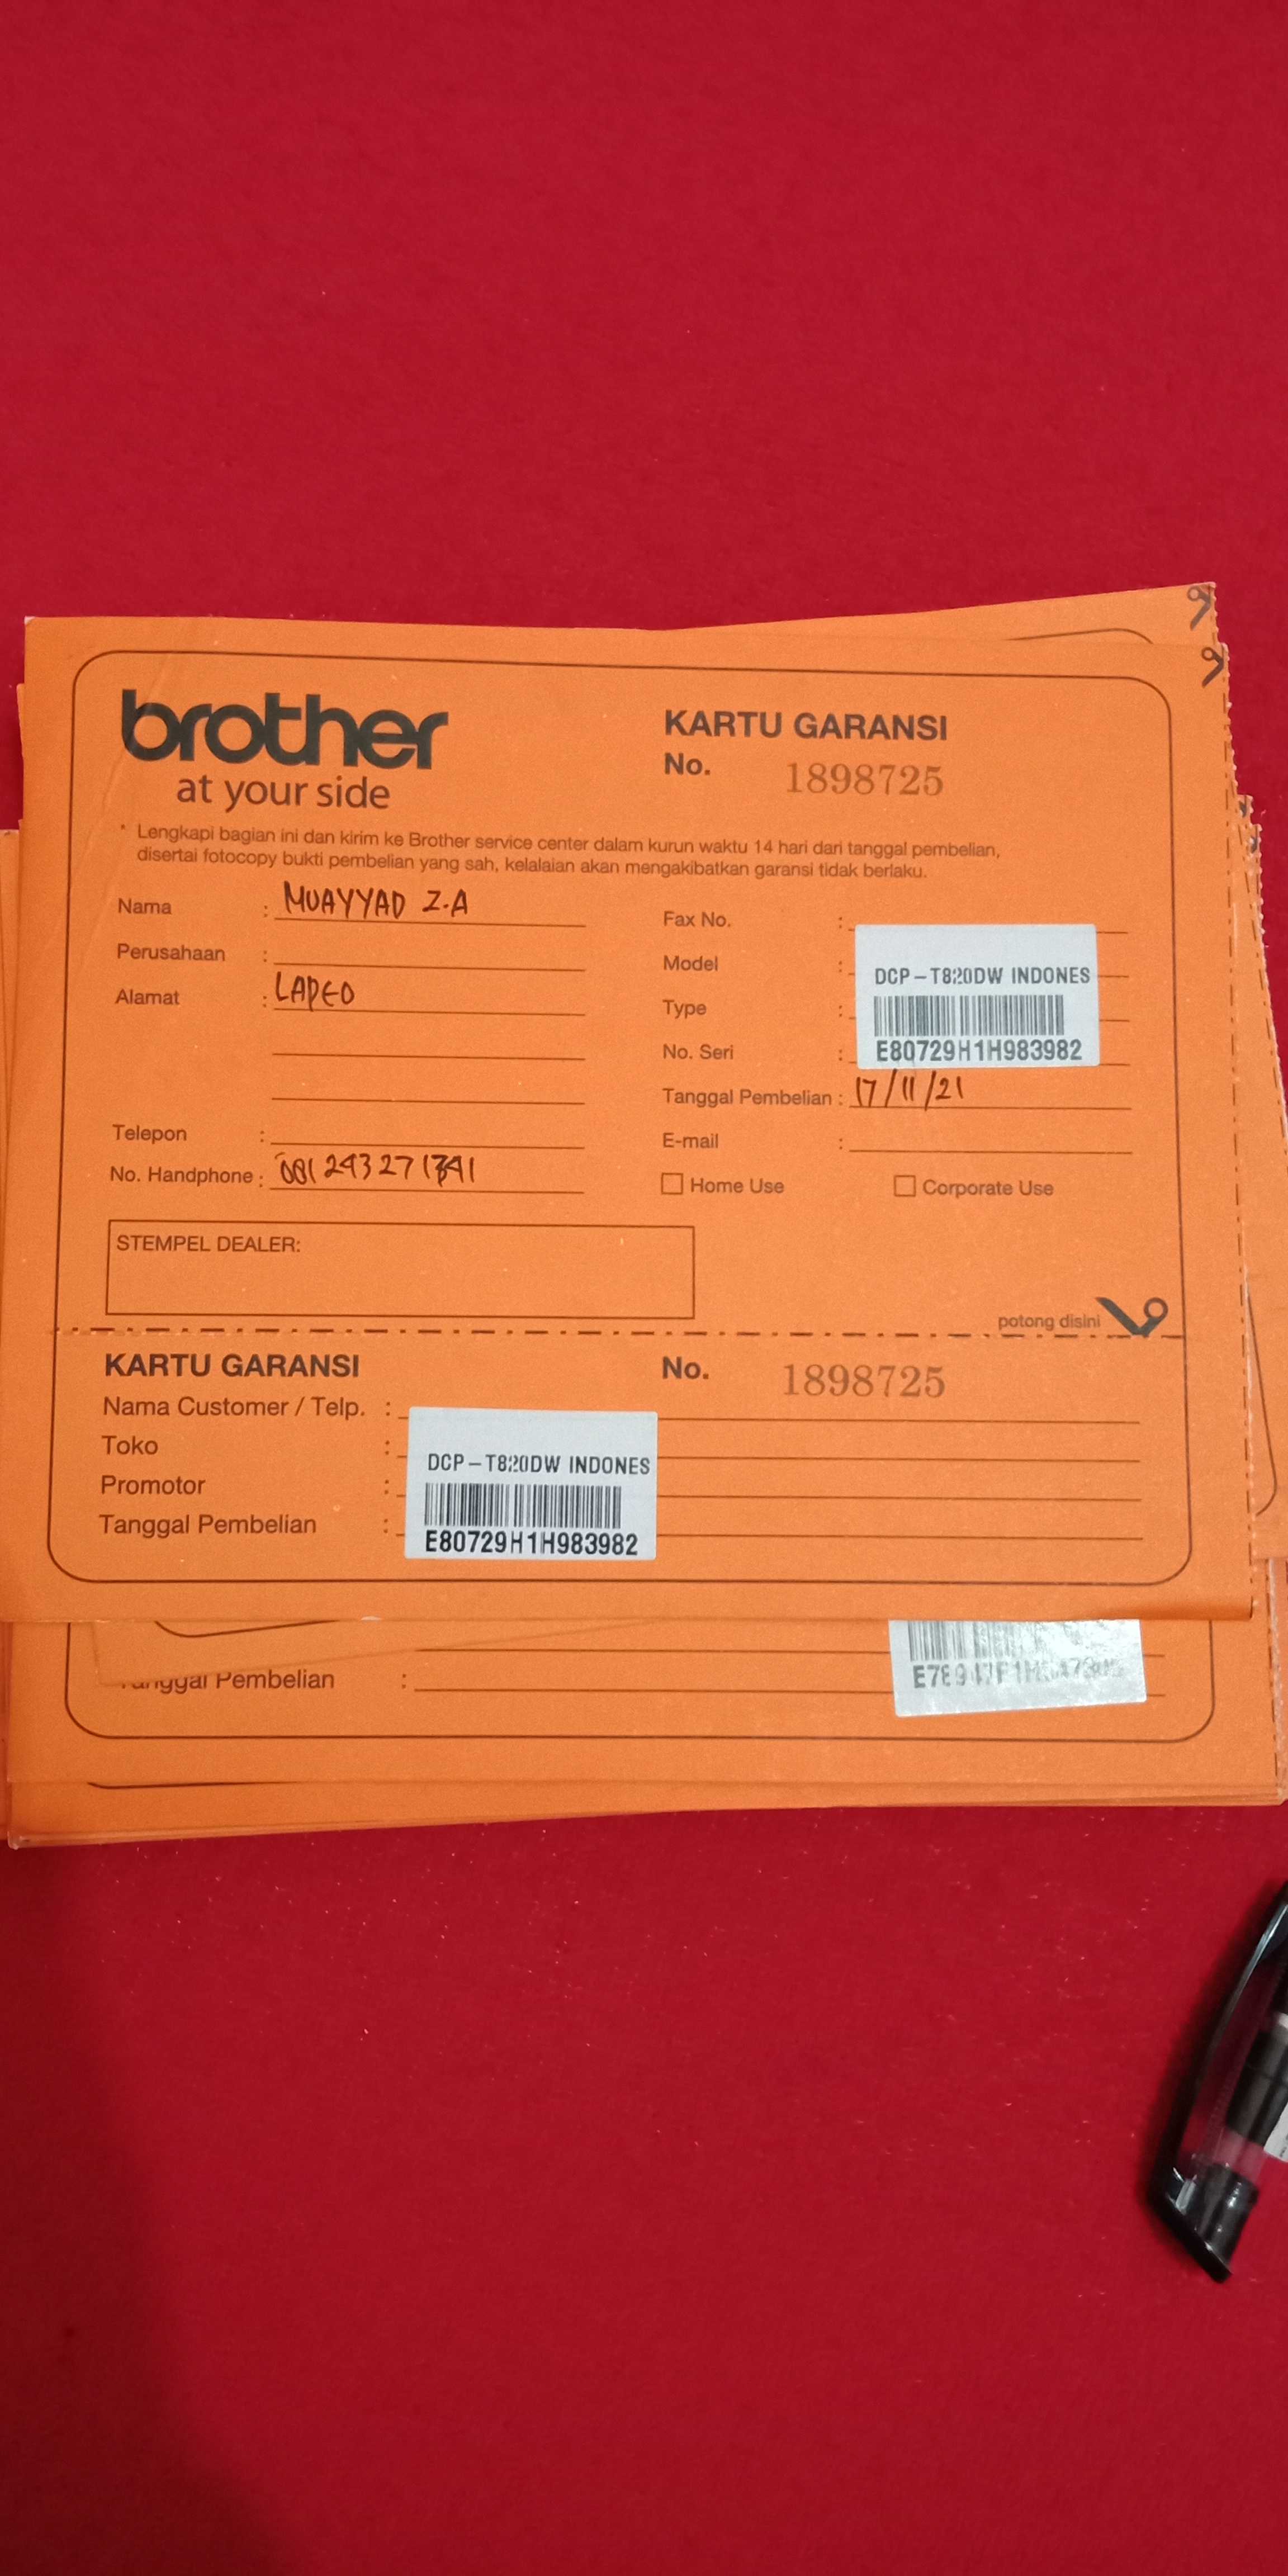 brother
at your side
KARTU GARANSI
No. 1898725
* Lengkapi bagian ini dan kirim ke Brother service center dalam kurun waktu 14 hari dari tanggal pembelian,
disertai fotocopy bukti pembelian yang sah, kelalaian akan mengakibatkan garansi tidak berlaku.
Nama : MUAYYAD Z.A
Perusahaan :
Alamat : LAPEO
Telepon :
No. Handphone :
Fax No. :
Model :
Type :
No. Seri :
DCP-T820DW INDONES
E80729H1H983982
Tanggal Pembelian : 17/11/21
E-mail :
Home Use
Corporate Use
STEMPEL DEALER:
potong disini
KARTU GARANSI
No. 1898725
Nama Customer / Telp. :
Toko :
Promotor :
Tanggal Pembelian :
DCP-T820DW INDONES
E80729H1H983982
Pembelian :